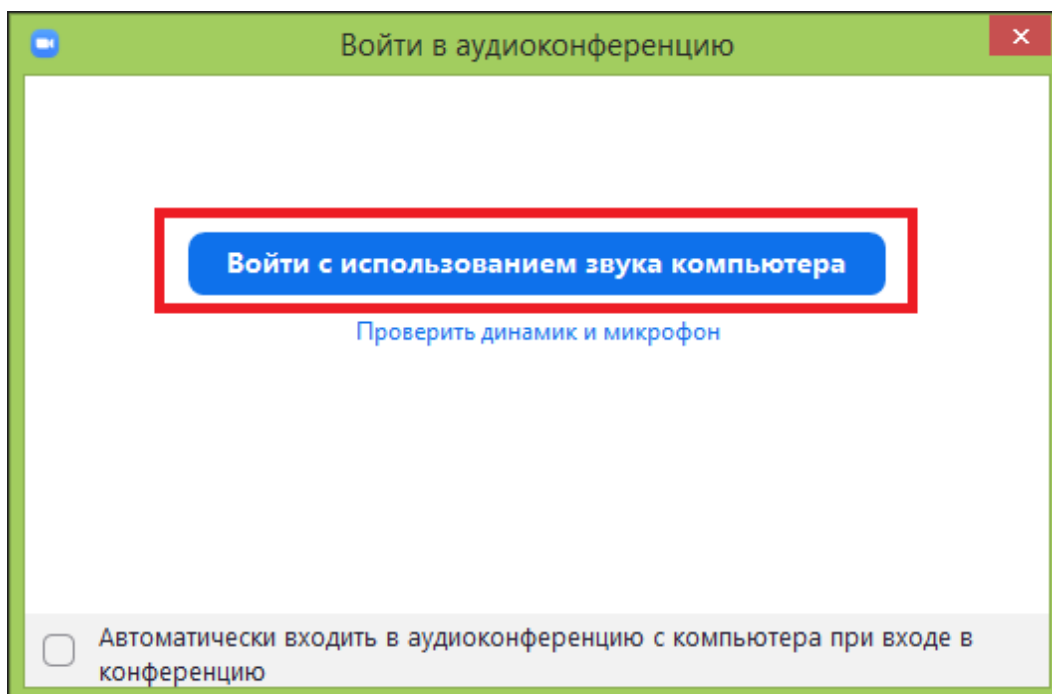 Войти в аудиоконференцию
Войти с использованием звука компьютера
Проверить динамик и микрофон
Автоматически входить в аудиоконференцию с компьютера при входе в
конференцию